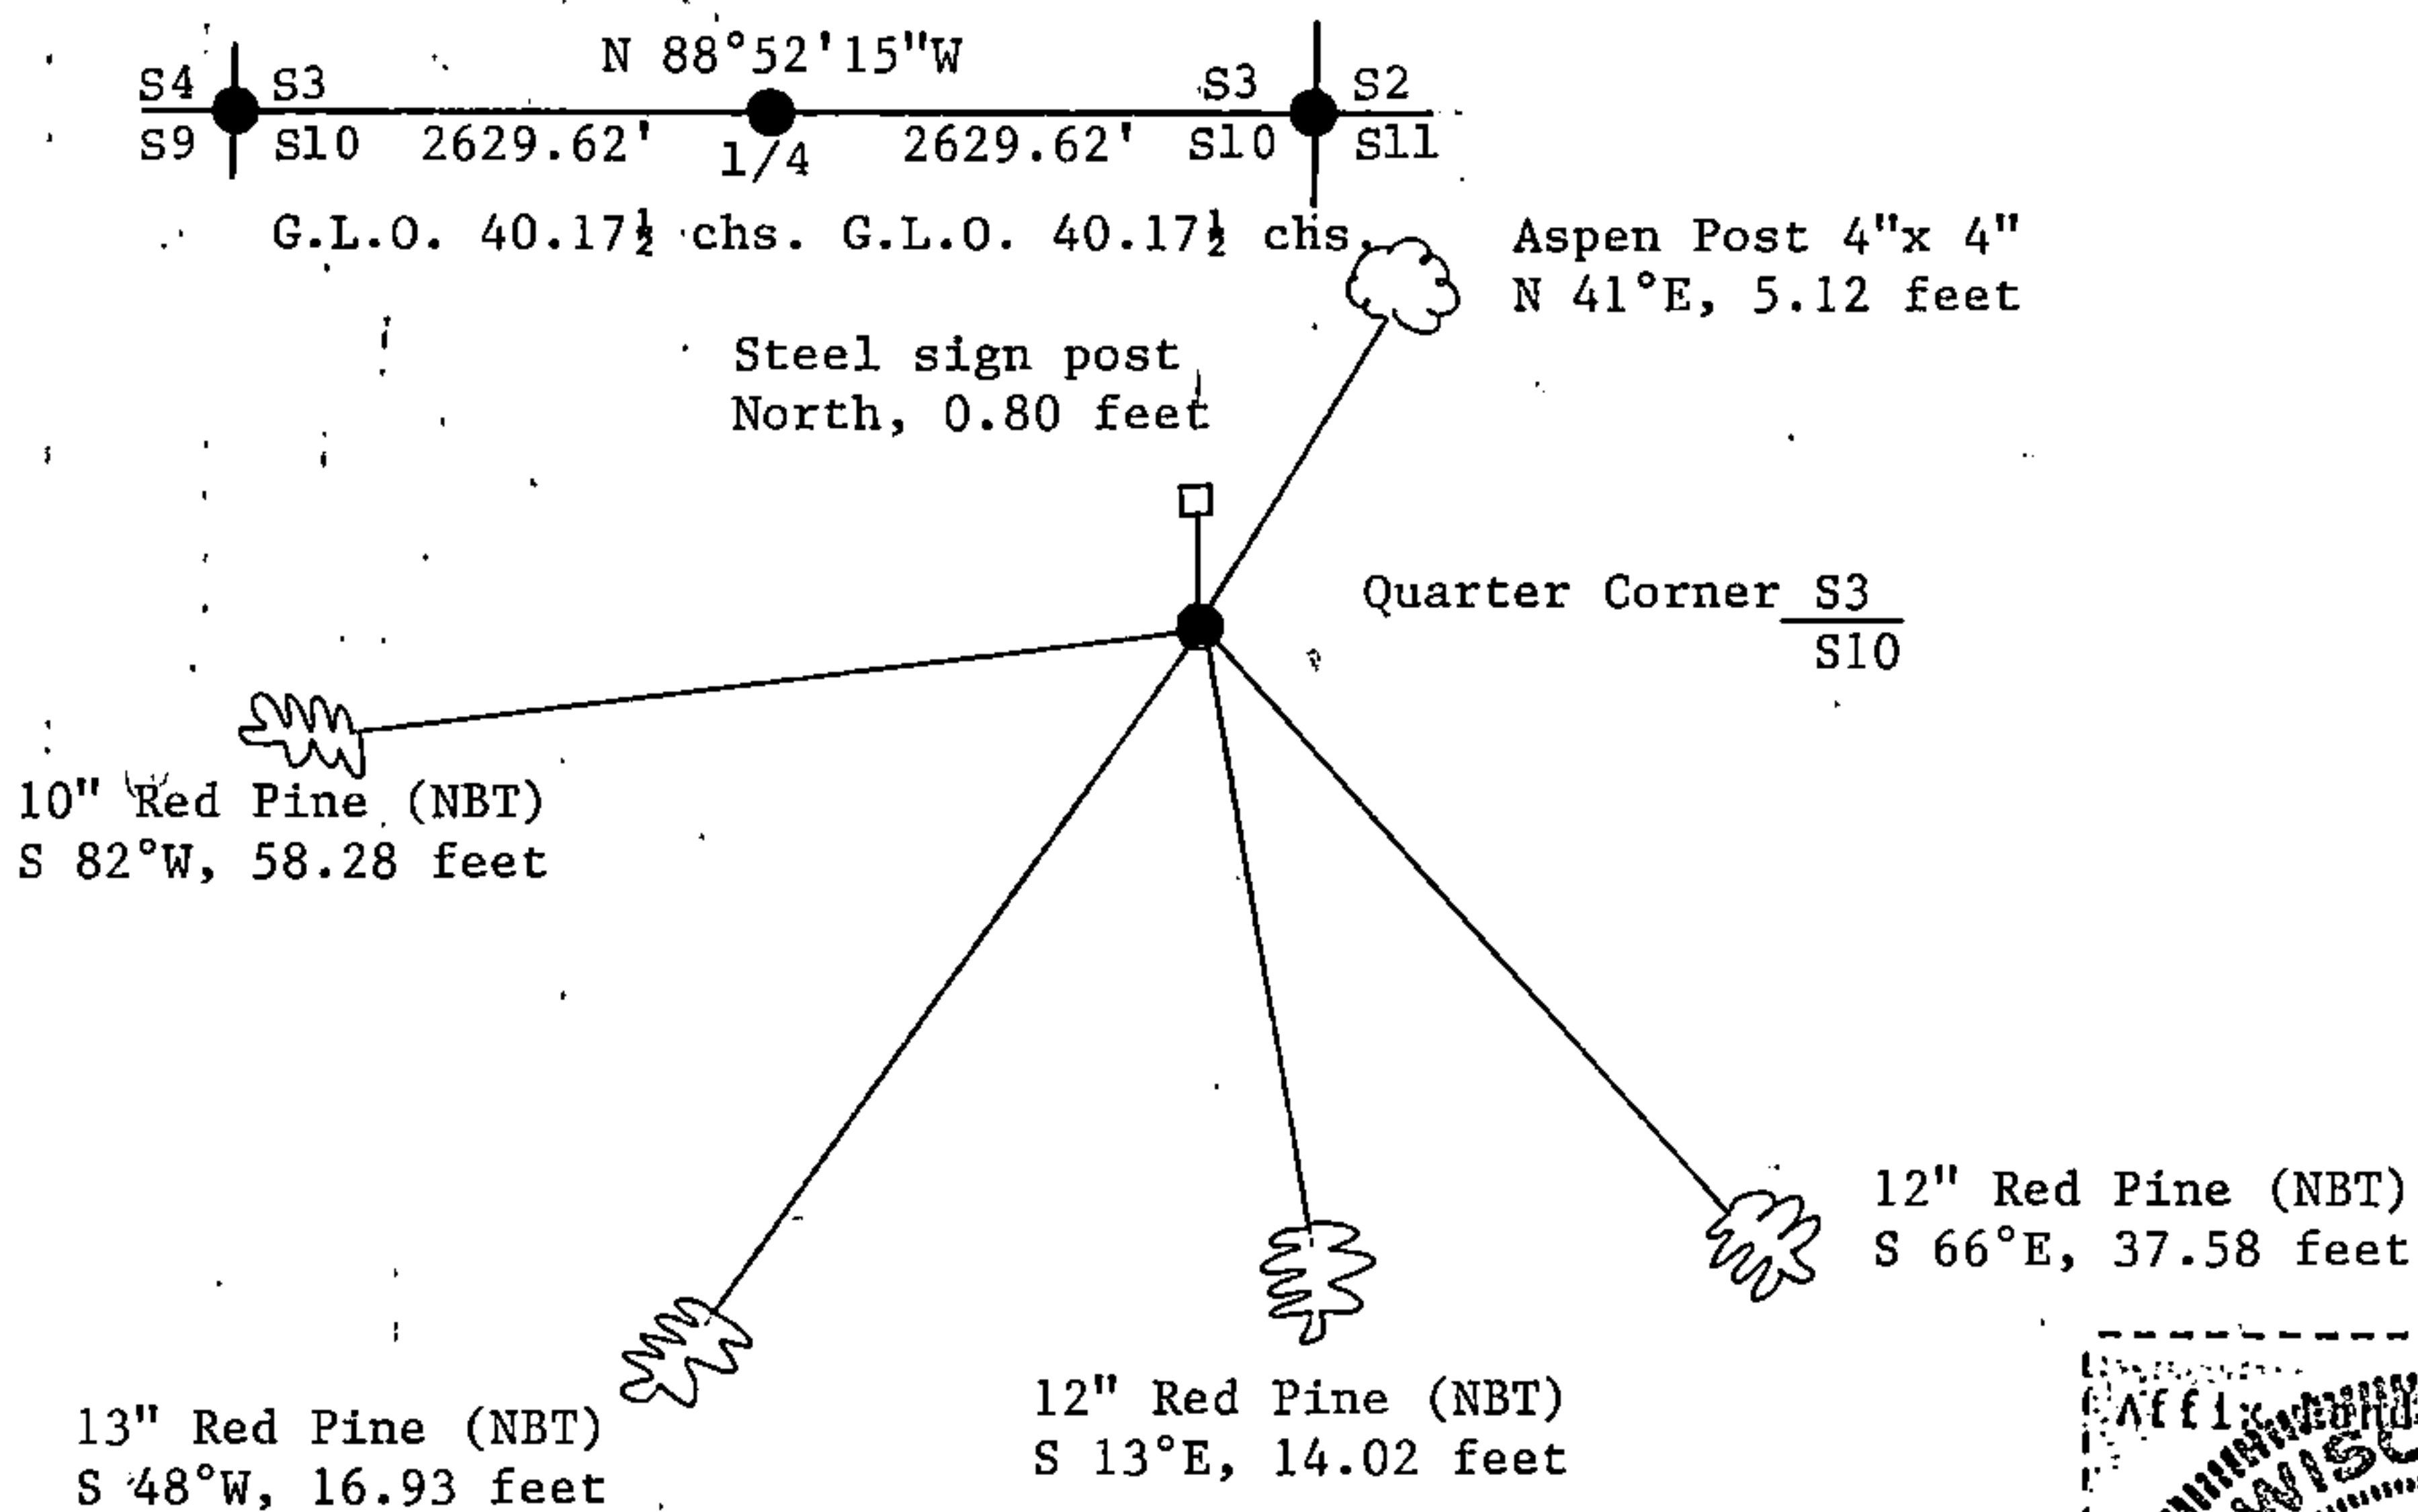 N 88°52'15"W
S4 S3 S3 S2
S9 S10 2629.62' 1/4 2629.62' S10 S11
G.L.O. 40.17½ chs. G.L.O. 40.17½ chs.
Aspen Post 4"x 4"
N 41°E, 5.12 feet
Steel sign post
North, 0.80 feet
Quarter Corner S3
S10
10" Red Pine (NBT)
S 82°W, 58.28 feet
12" Red Pine (NBT)
S 66°E, 37.58 feet
12" Red Pine (NBT)
S 13°E, 14.02 feet
13" Red Pine (NBT)
S 48°W, 16.93 feet
Affix
WISC